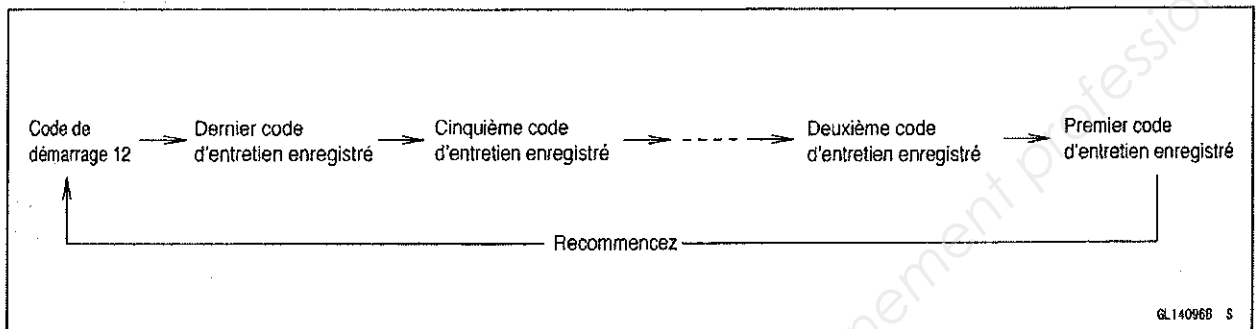 Code de
démarrage 12
Dernier code
d'entretien enregistré
Cinquième code
d'entretien enregistré
Deuxième code
d'entretien enregistré
Premier code
d'entretien enregistré
Recommencez
GL14096B S